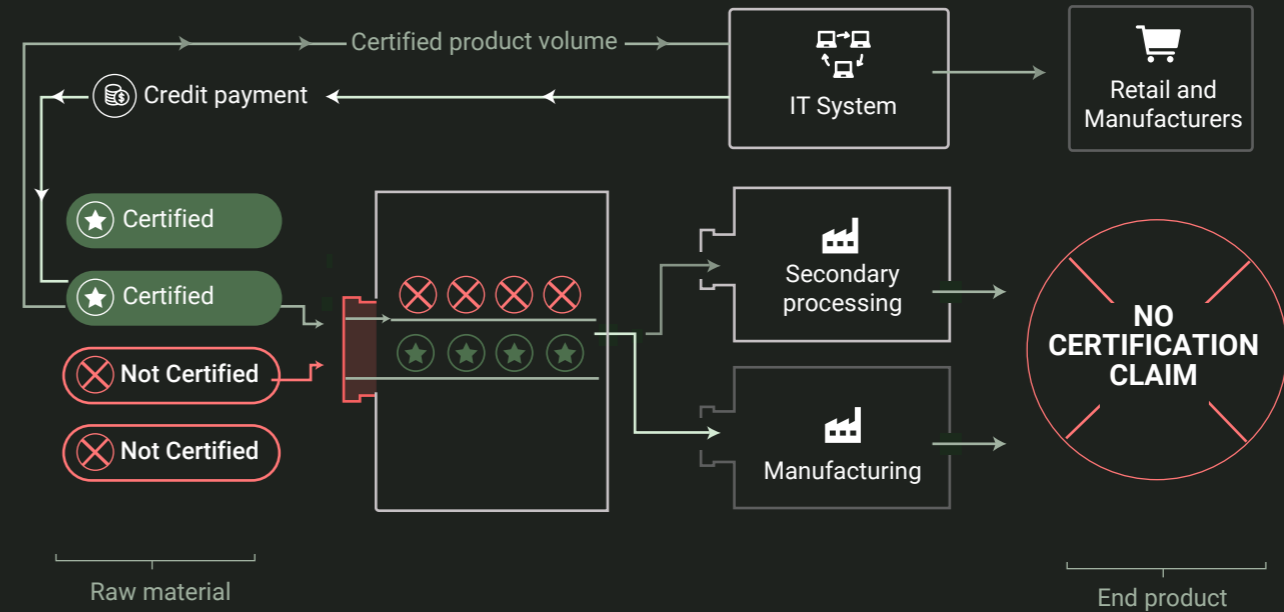 Certified product volume
Credit payment
IT System
Retail and
Manufacturers
Certified
Certified
Not Certified
Not Certified
Secondary
processing
Manufacturing
NO
CERTIFICATION
CLAIM
Raw material
End product